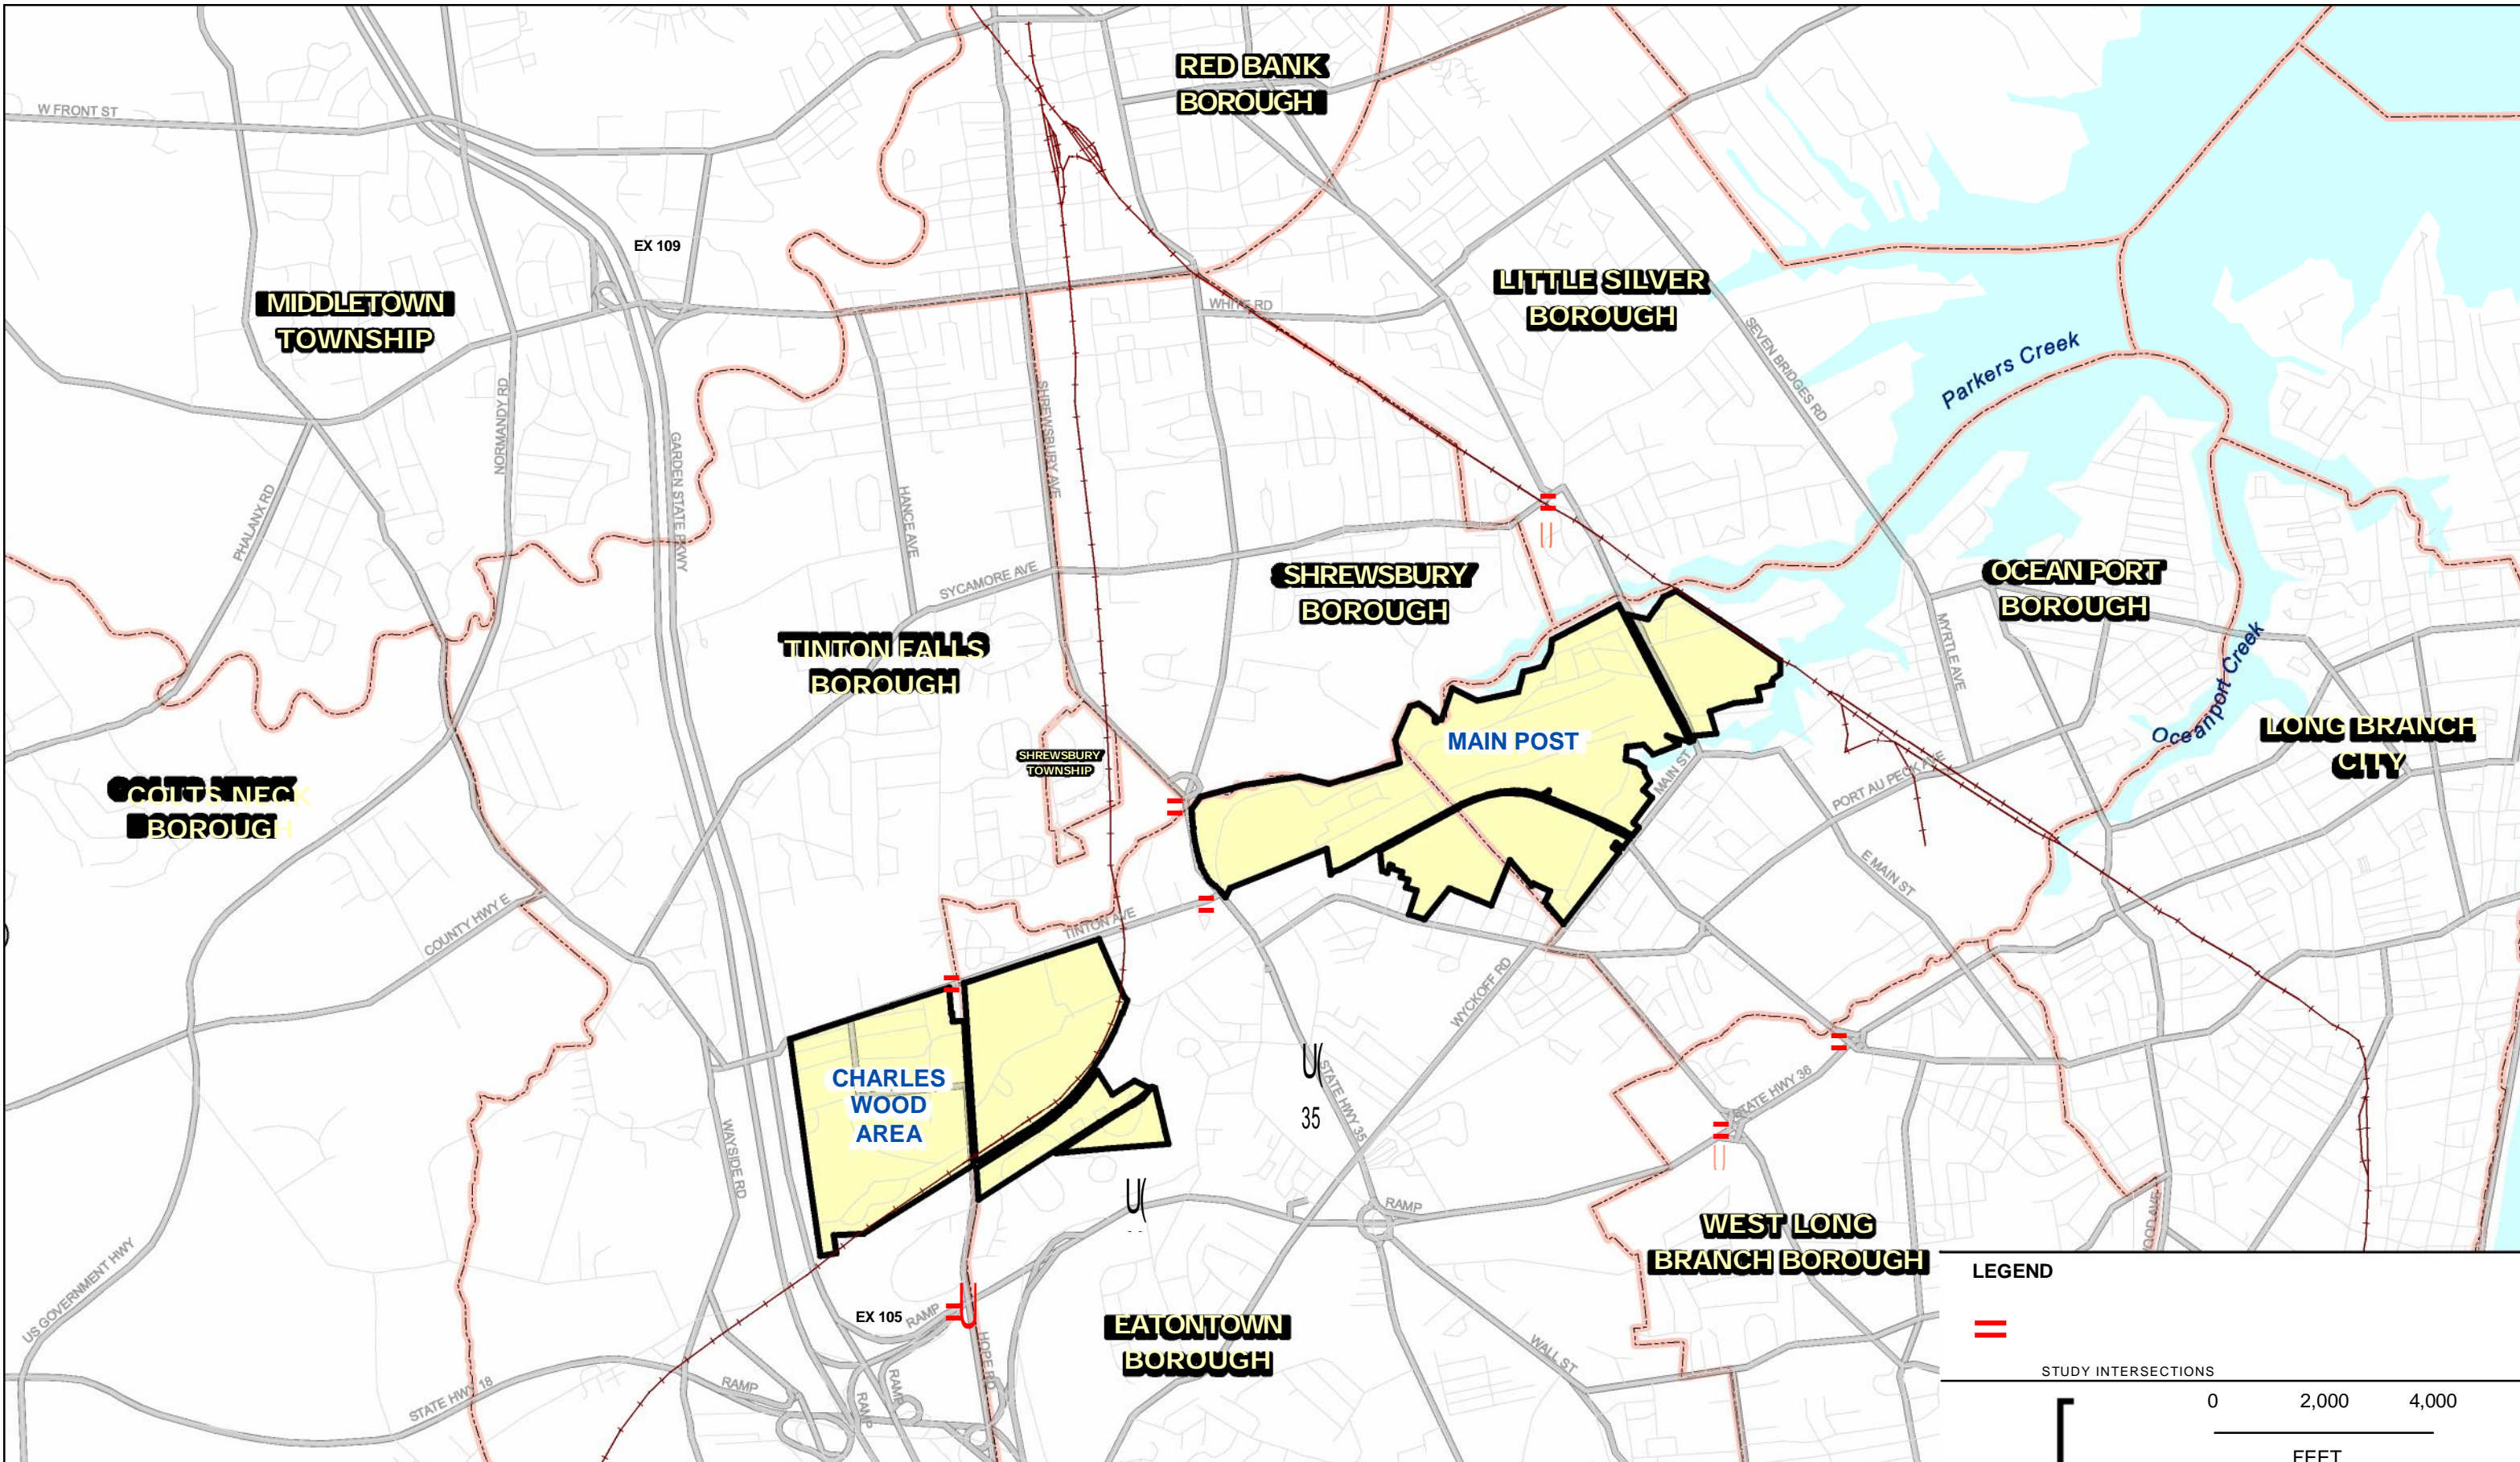 RED BANK
BOROUGH
W FRONT ST
EX 109
MIDDLETOWN
TOWNSHIP
LITTLE SILVER
BOROUGH
WHITE RD
SEVEN BRIDGES RD
Parkers Creek
NORMANDY RD
SHREWSBURY AVE
GARDEN STATE PKWY
HANCE AVE
PHALANX RD
SYCAMORE AVE
SHREWSBURY
BOROUGH
OCEAN PORT
BOROUGH
MYRTLE AVE
Oceanport Creek
TINTON FALLS
BOROUGH
LONG BRANCH
CITY
MAIN POST
SHREWSBURY
TOWNSHIP
MAIN ST
PORT AU PECK AVE
COLTS NECK
BOROUGH
E MAIN ST
COUNTY HWY E
TINTON AVE
WYCKOFF RD
CHARLES
WOOD
AREA
U(
35
STATE HWY 35
STATE HWY 36
WAYSIDE RD
U(
RAMP
WEST LONG
BRANCH BOROUGH
US GOVERNMENT HWY
EX 105
RAMP
HOPE RD
EATONTOWN
BOROUGH
WALL ST
STATE HWY 18
RAMP
RAMP
RAMP
LEGEND
STUDY INTERSECTIONS
0 2,000 4,000
FEET